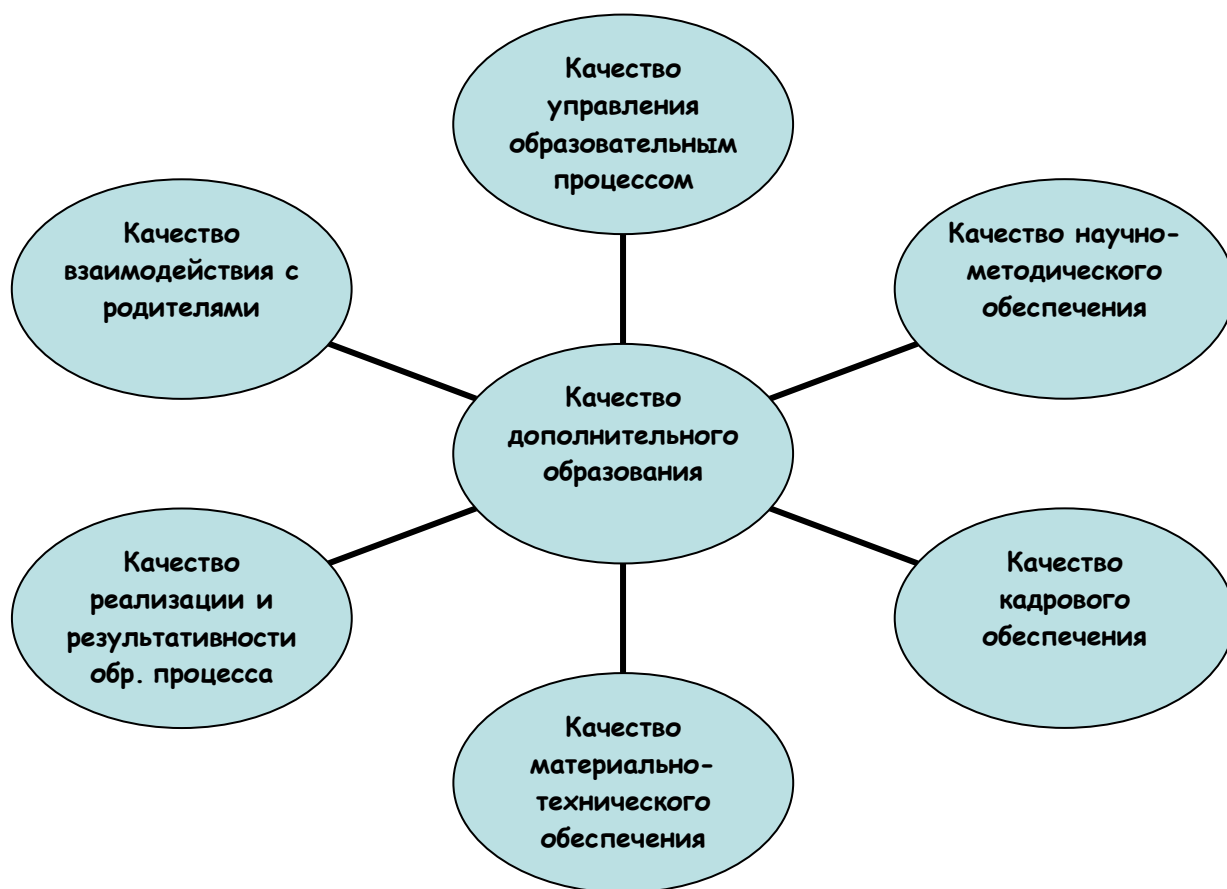 Качество
управления
образовательным
процессом
Качество
взаимодействия с
родителями
Качество научно-
методического
обеспечения
Качество
дополнительного
образования
Качество
реализации и
результативности
обр. процесса
Качество
кадрового
обеспечения
Качество
материально-
технического
обеспечения